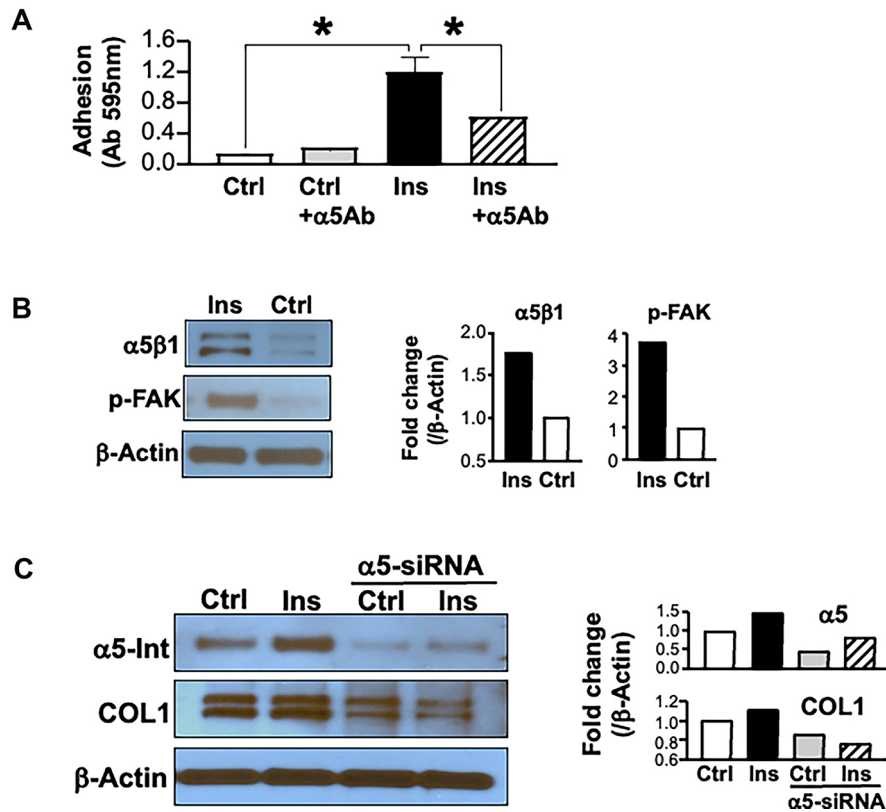 A
Adhesion
(Ab 595nm)
1.6
1.2
0.8
0.4
0.0
*
*
Ctrl
Ctrl
+α5Ab
Ins
Ins
+α5Ab
B
Ins Ctrl
α5β1
p-FAK
β-Actin
Fold change
(/β-Actin)
α5β1
2.0
1.5
1.0
0.5
Ins Ctrl
p-FAK
4
3
2
1
0
Ins Ctrl
C
α5-siRNA
Ctrl Ins Ctrl Ins
α5-Int
COL1
β-Actin
Fold change
(/β-Actin)
α5
1.5
1.0
0.5
0.0
COL1
1.2
1.0
0.8
0.6
Ctrl Ins Ctrl Ins
α5-siRNA